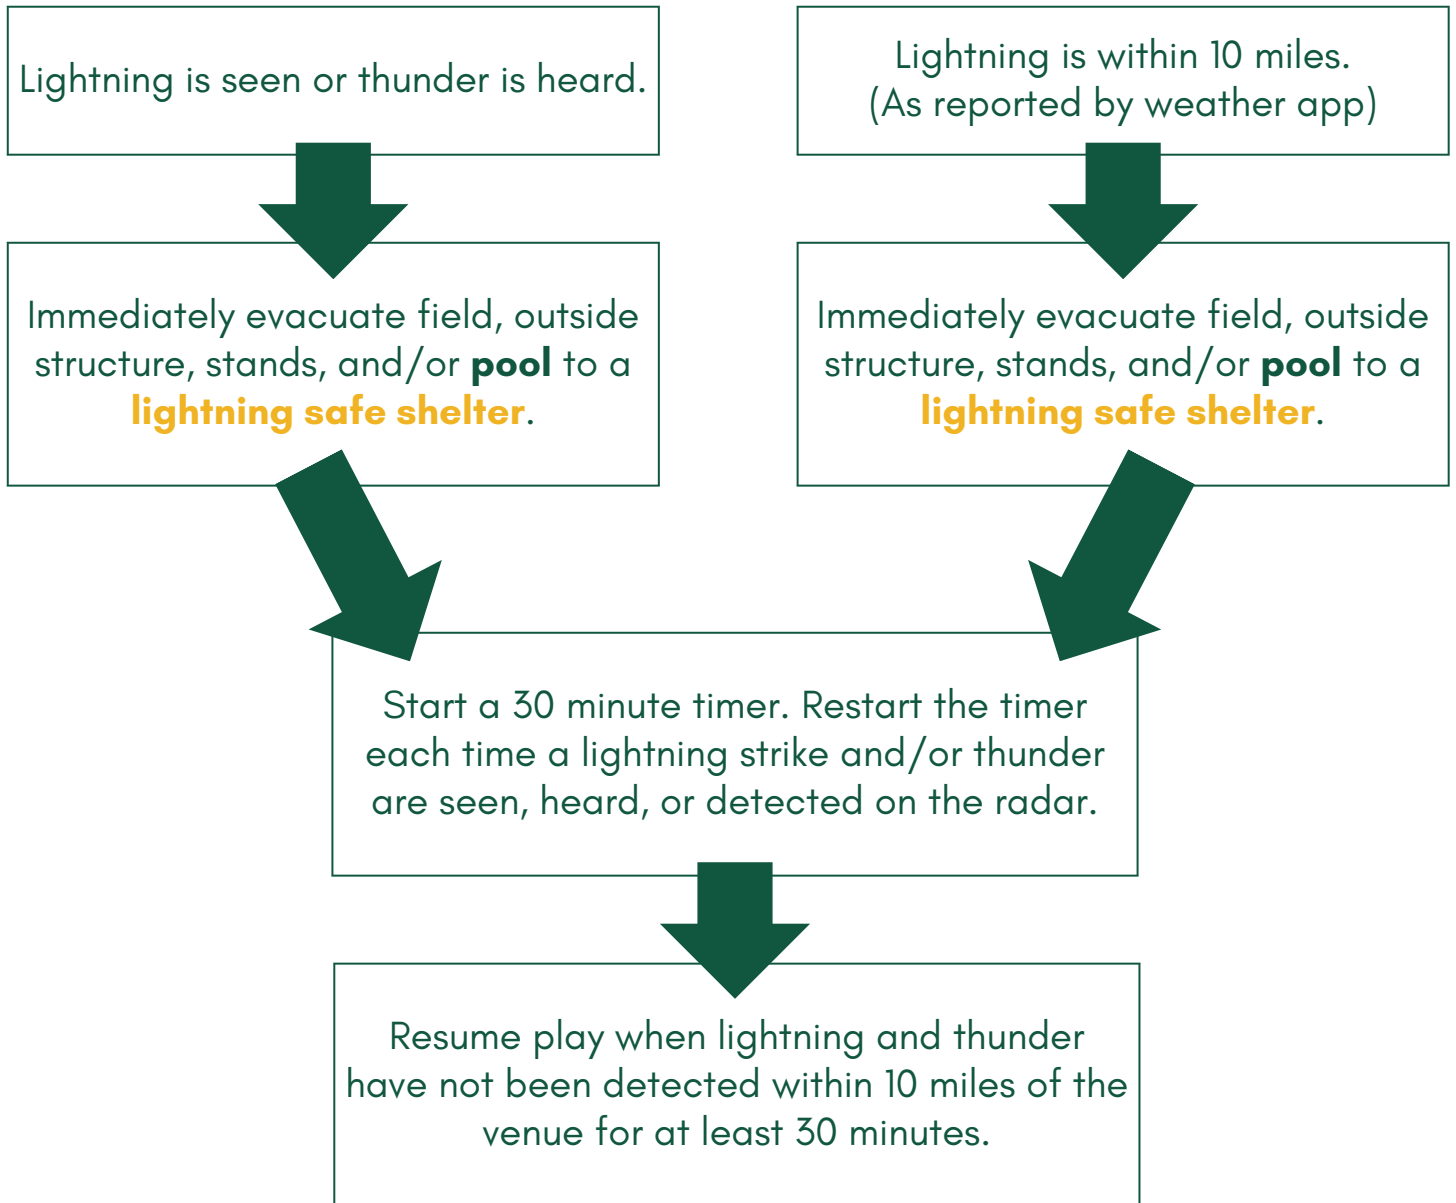 Lightning is seen or thunder is heard.
Lightning is within 10 miles.
(As reported by weather app)
Immediately evacuate field, outside
structure, stands, and/or pool to a
lightning safe shelter.
Immediately evacuate field, outside
structure, stands, and/or pool to a
lightning safe shelter.
Start a 30 minute timer. Restart the timer
each time a lightning strike and/or thunder
are seen, heard, or detected on the radar.
Resume play when lightning and thunder
have not been detected within 10 miles of the
venue for at least 30 minutes.